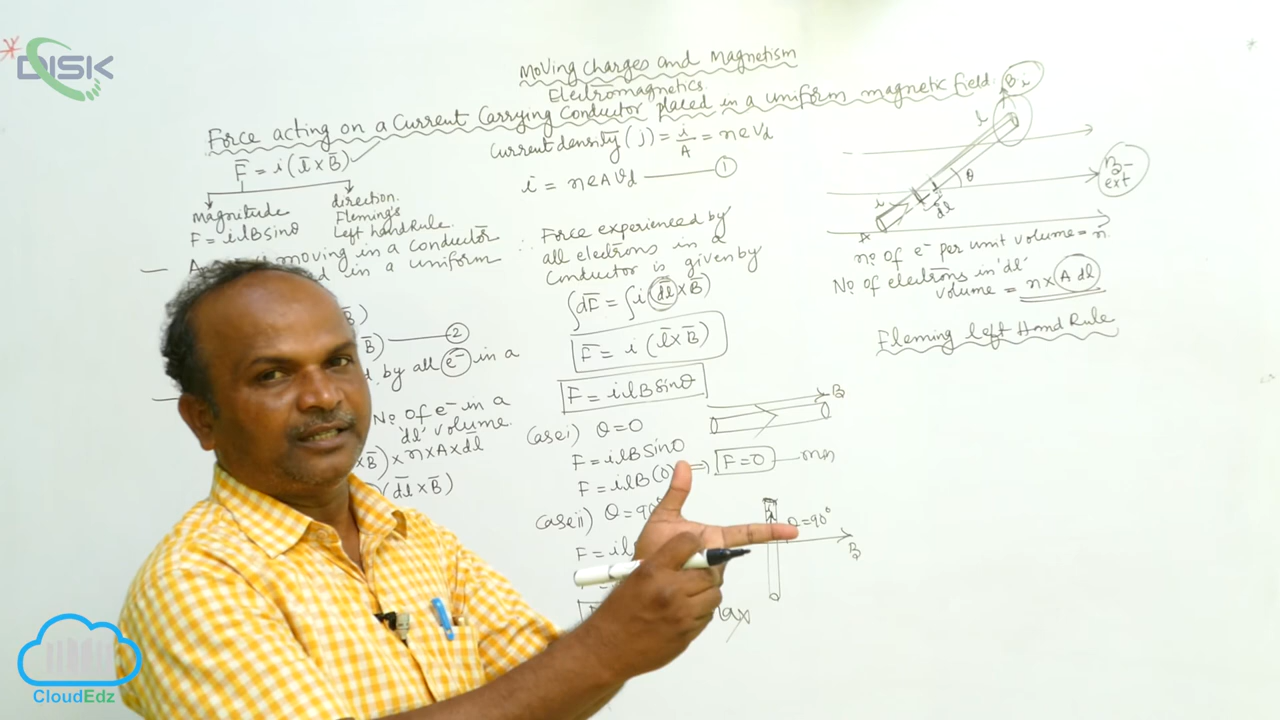 DISK
Moving charges and Magnetism
Electromagnetics.
Force acting on a Current Carrying Conductor placed in a uniform magnetic field.
F̄ = i(l̄×B̄)
magnitude
F = ilBsinθ
direction.
Fleming's
Left hand Rule.
moving in a conductor
in a uniform
B̄)
B̄) ②
by all e⁻ in a
No. of e⁻ in a
'dl' volume.
×B̄) × n×A×dl
(d̄l×B̄)
Current density (j) = i/A = neVd
i = neAVd ①
∴ Force experienced by
all electrons in a
Conductor is given by
∫dF̄ = ∫i(d̄l×B̄)
F̄ = i(l̄×B̄)
F = ilBsinθ
Case i) θ=0
F = ilBsin0
F = ilB(0) ⇒ F=0 min
B
Case ii) θ=90°
F = il
max
θ=90°
B
B i
l
θ
B- ext
i
dl
A
no. of e⁻ per unit volume = n.
No. of electrons in 'dl'
volume = n × A dl
Fleming left Hand Rule
CloudEdz